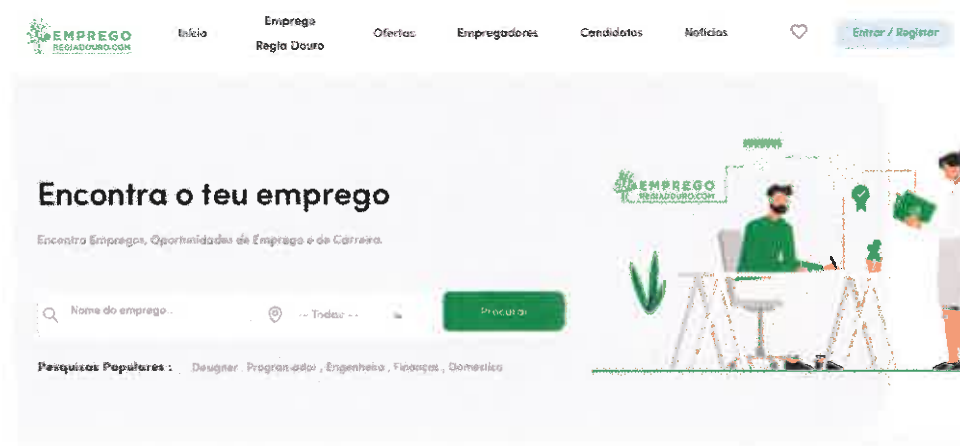 EMPREGO
REGIADOURO.COM
Início
Emprego
Regia Douro
Ofertas
Empregadores
Candidatos
Notícias
Entrar / Registar
EMPREGO
REGIADOURO.COM
Encontra o teu emprego
Encontra Empregos, Oportunidades de Emprego e de Carreira.
Nome do emprego...
-- Todas --
Procurar
Pesquisas Populares : Designer , Programador , Engenheiro , Finanças , Doméstico